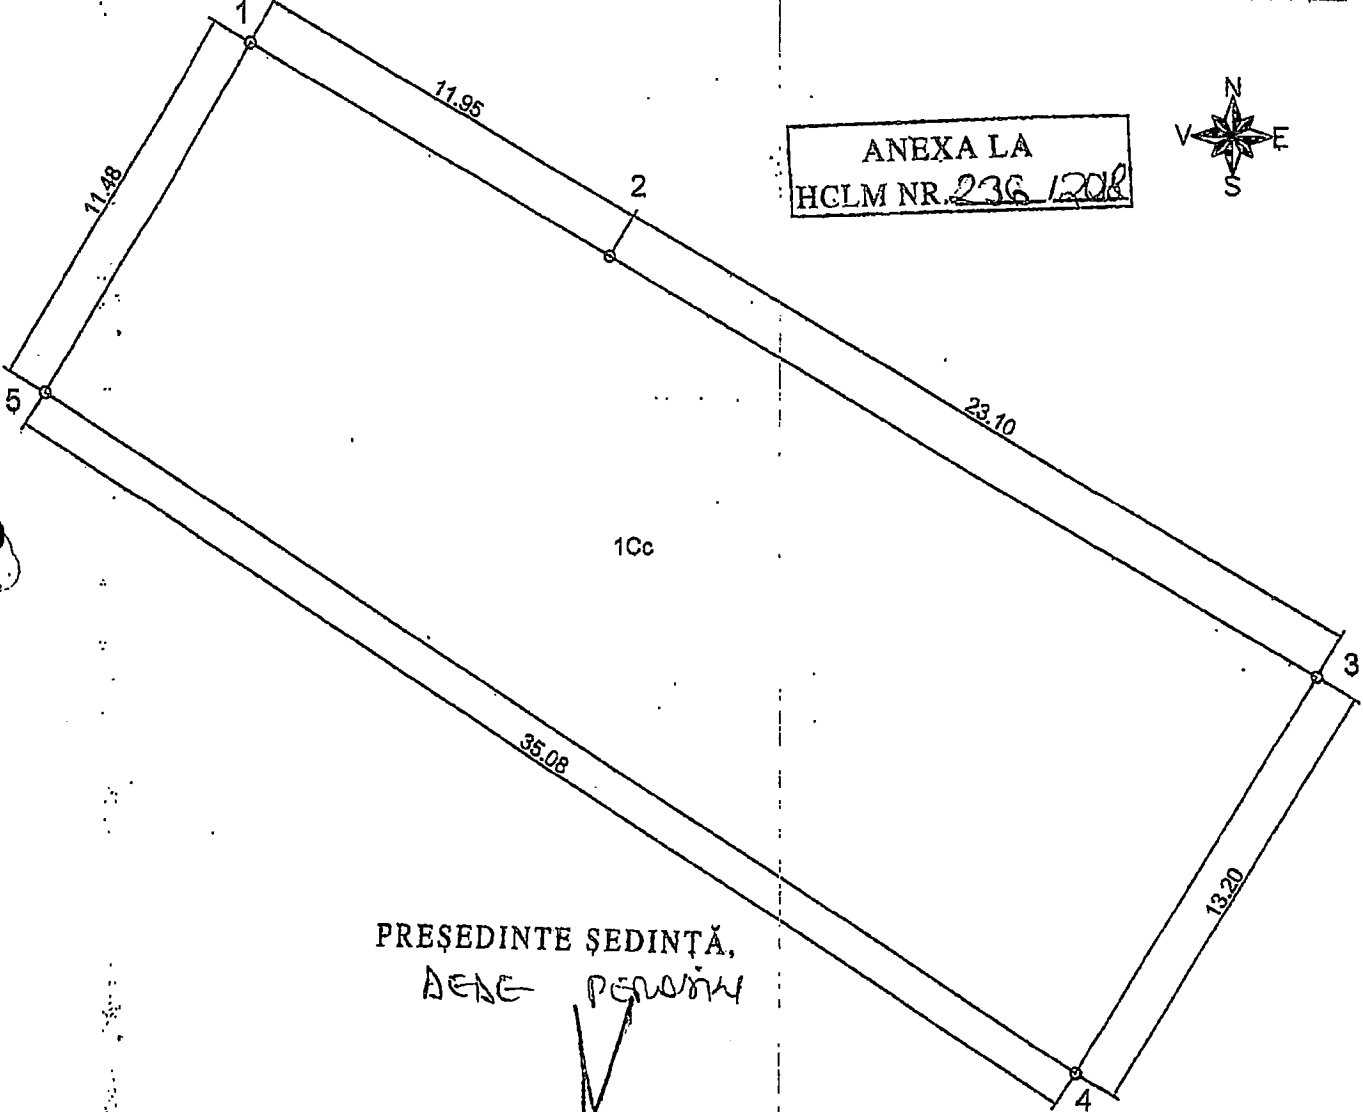 1
11.95
N
ANEXA LA
V E
HCLM NR. 236 / 2018
S
11.48
2
5
23.10
1Cc
3
35.08
13.20
PREȘEDINTE ȘEDINȚĂ,
DEDE
4